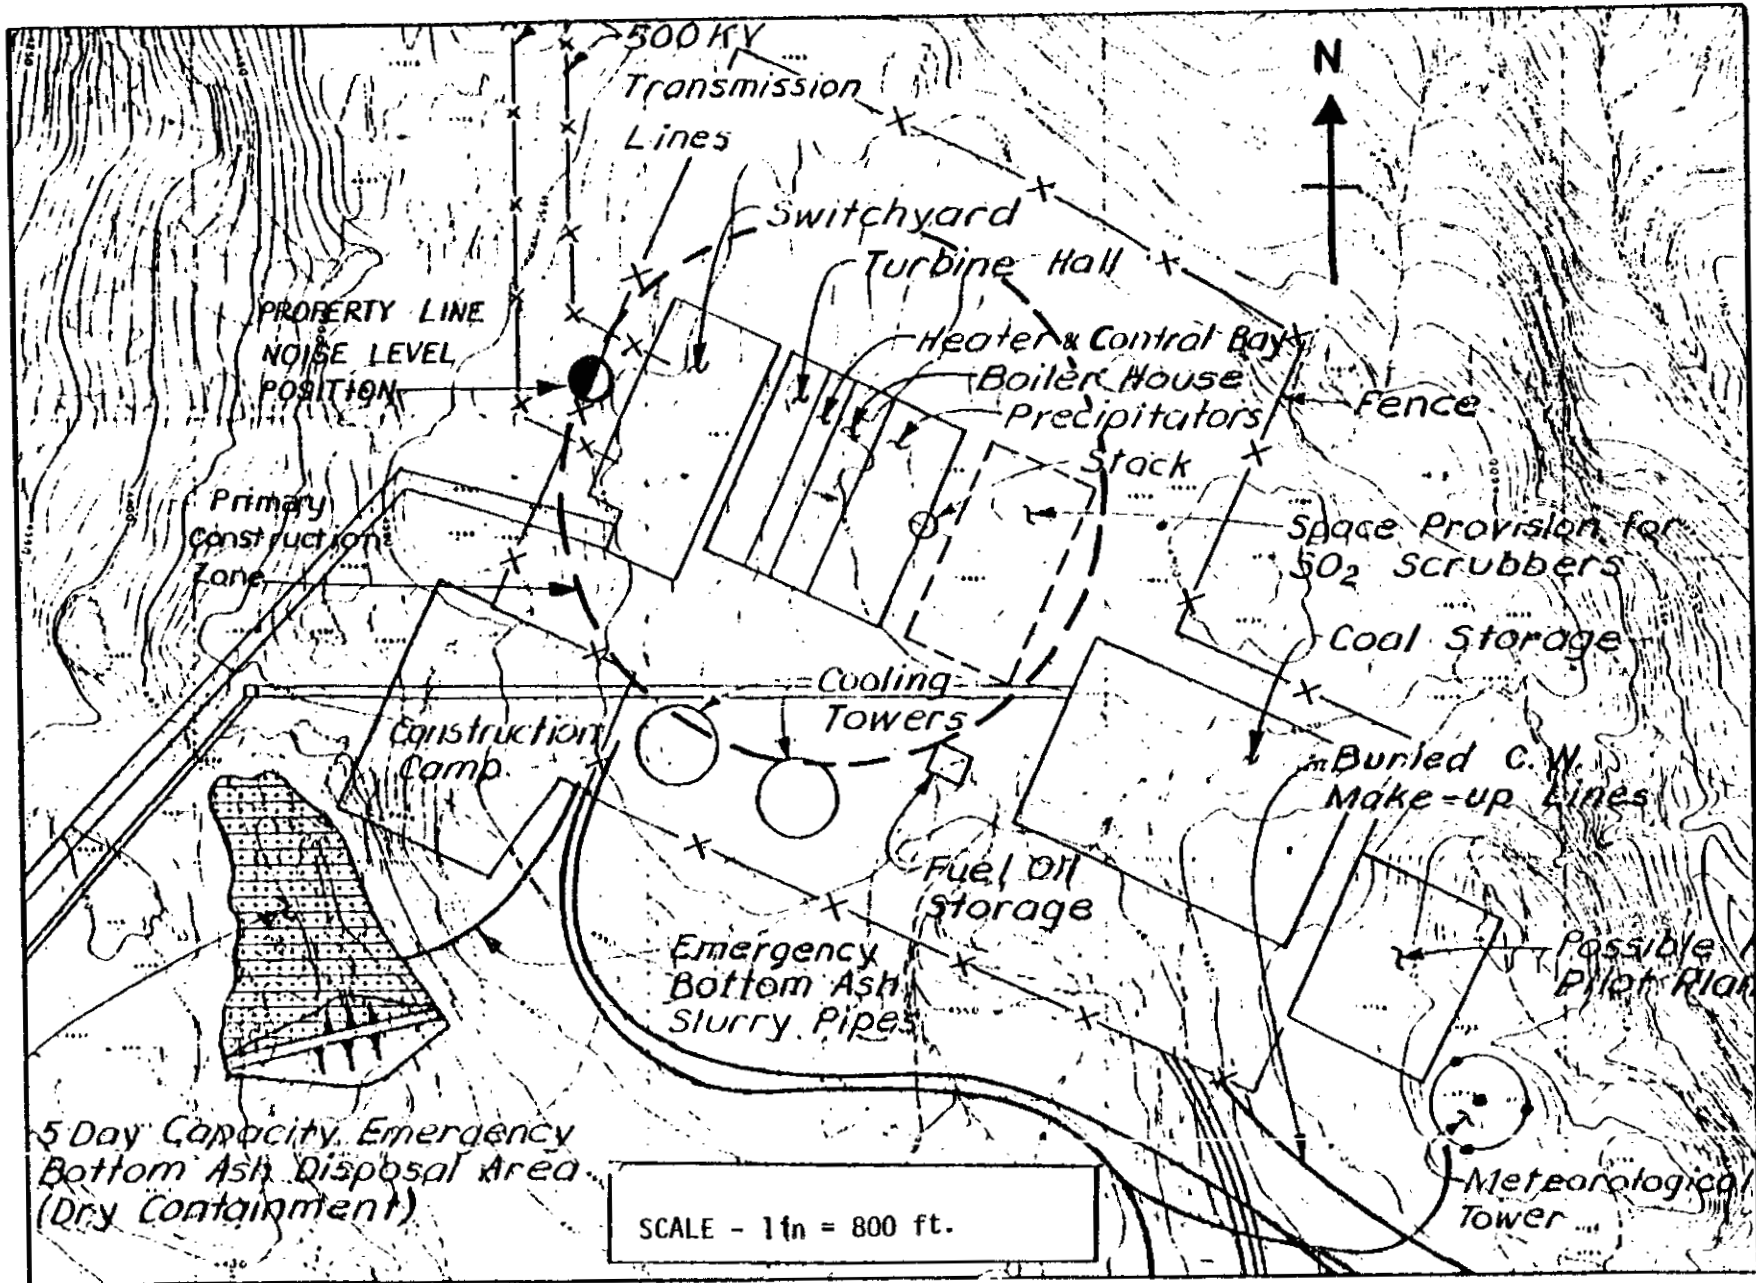 500 KV
Transmission
Lines
N
Switchyard
Turbine Hall
PROPERTY LINE
NOISE LEVEL
POSITION
Heater & Control Bay
Boiler House
Precipitators
Fence
Stack
Primary
Construction
Zone
Space Provision for
SO2 Scrubbers
Coal Storage
Cooling
Towers
Construction
Camp
Buried C.W.
Make-up Lines
Fuel Oil
Storage
Emergency
Bottom Ash
Slurry Pipes
Possible
Pilot
5 Day Capacity Emergency
Bottom Ash Disposal Area
(Dry Containment)
Meteorological
Tower
SCALE - 1in = 800 ft.